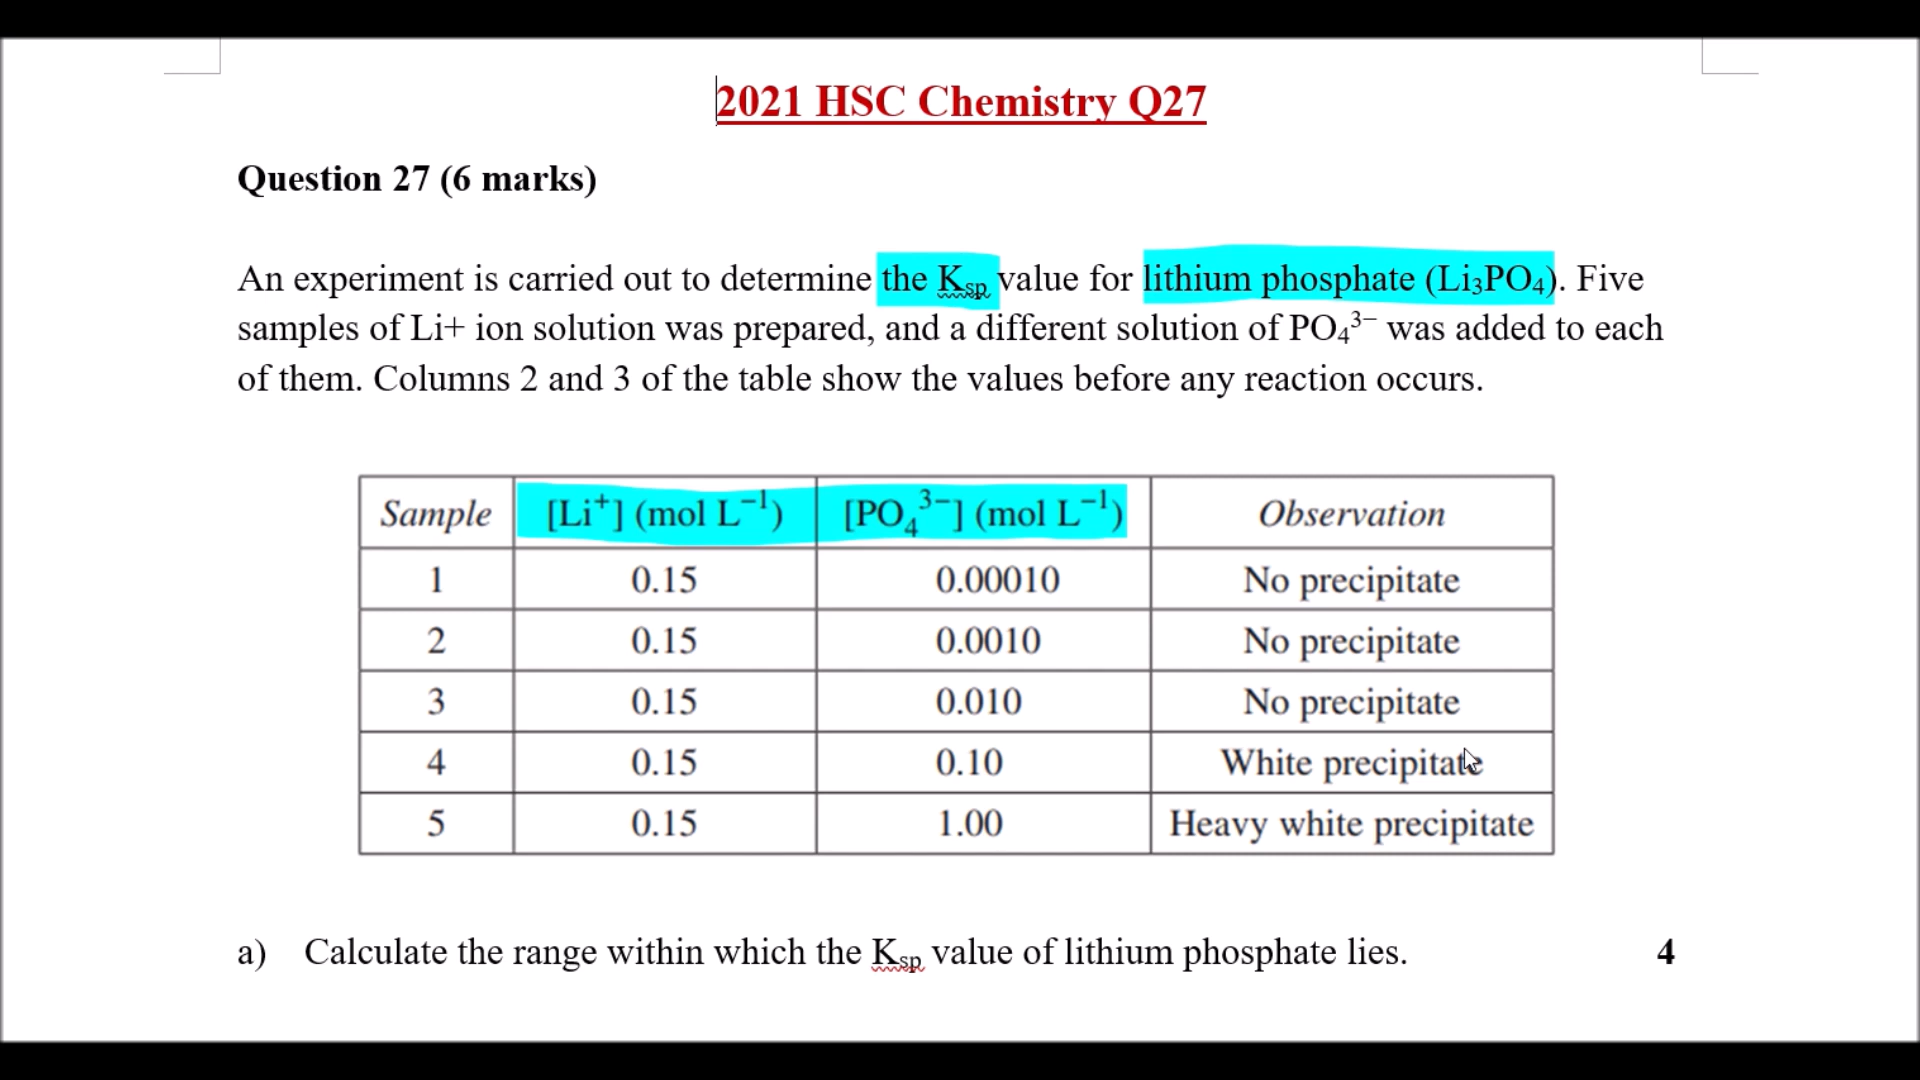 2021 HSC Chemistry Q27
Question 27 (6 marks)
An experiment is carried out to determine the Ksp value for lithium phosphate (Li₃PO₄). Five
samples of Li+ ion solution was prepared, and a different solution of PO₄³⁻ was added to each
of them. Columns 2 and 3 of the table show the values before any reaction occurs.
Sample [Li⁺] (mol L⁻¹) [PO₄³⁻] (mol L⁻¹) Observation
1 0.15 0.00010 No precipitate
2 0.15 0.0010 No precipitate
3 0.15 0.010 No precipitate
4 0.15 0.10 White precipitate
5 0.15 1.00 Heavy white precipitate
a) Calculate the range within which the Ksp value of lithium phosphate lies. 4